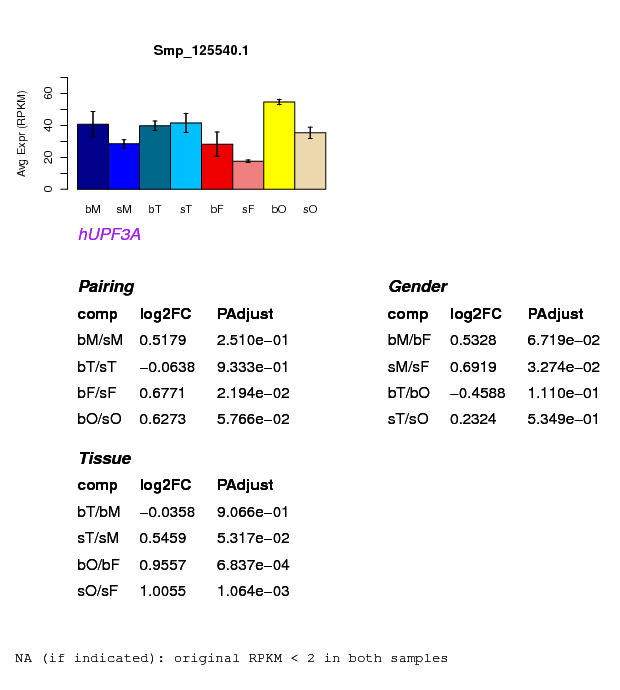 Smp_125540.1
Avg Expr (RPKM)
0 20 40 60
bM sM bT sT bF sF bO sO
hUPF3A
Pairing
comp log2FC PAdjust
bM/sM 0.5179 2.510e−01
bT/sT −0.0638 9.333e−01
bF/sF 0.6771 2.194e−02
bO/sO 0.6273 5.766e−02
Gender
comp log2FC PAdjust
bM/bF 0.5328 6.719e−02
sM/sF 0.6919 3.274e−02
bT/bO −0.4588 1.110e−01
sT/sO 0.2324 5.349e−01
Tissue
comp log2FC PAdjust
bT/bM −0.0358 9.066e−01
sT/sM 0.5459 5.317e−02
bO/bF 0.9557 6.837e−04
sO/sF 1.0055 1.064e−03
NA (if indicated): original RPKM < 2 in both samples